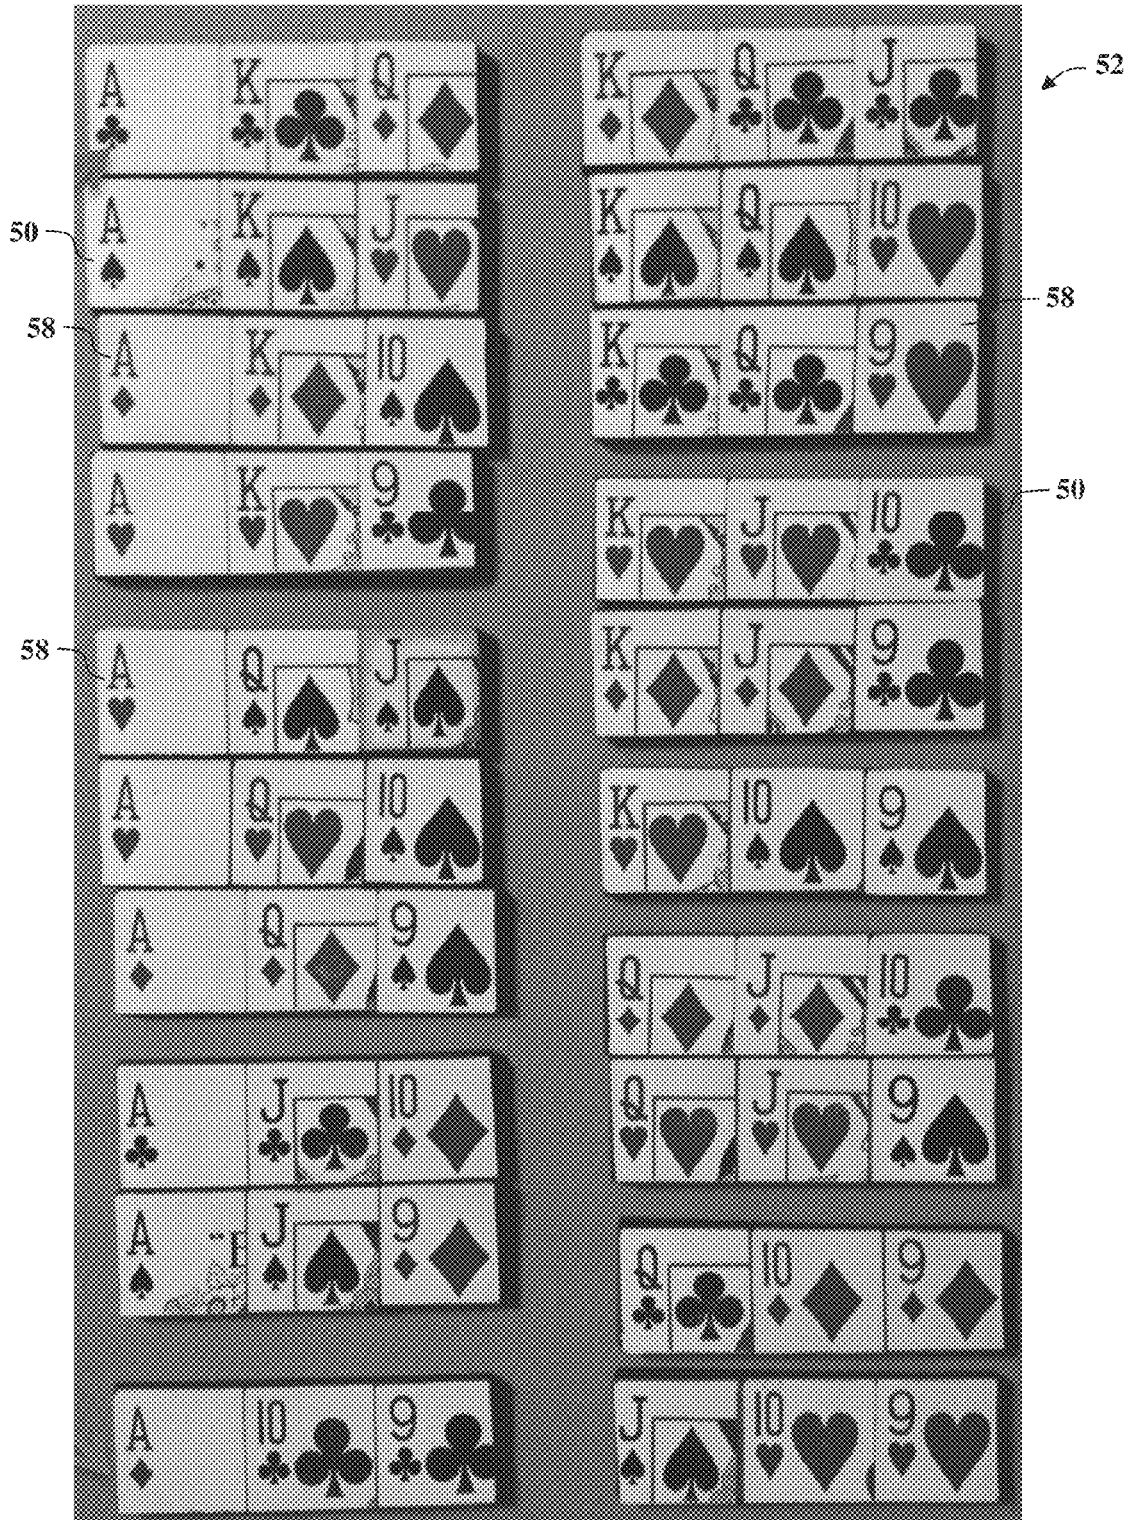 52
A K Q
A K J
A K 10
A K 9
A Q J
A Q 10
A Q 9
A J 10
A J 9
A 10 9
K Q J
K Q 10
K Q 9
K J 10
K J 9
K 10 9
Q J 10
Q J 9
Q 10 9
J 10 9
50
58
58
58
50